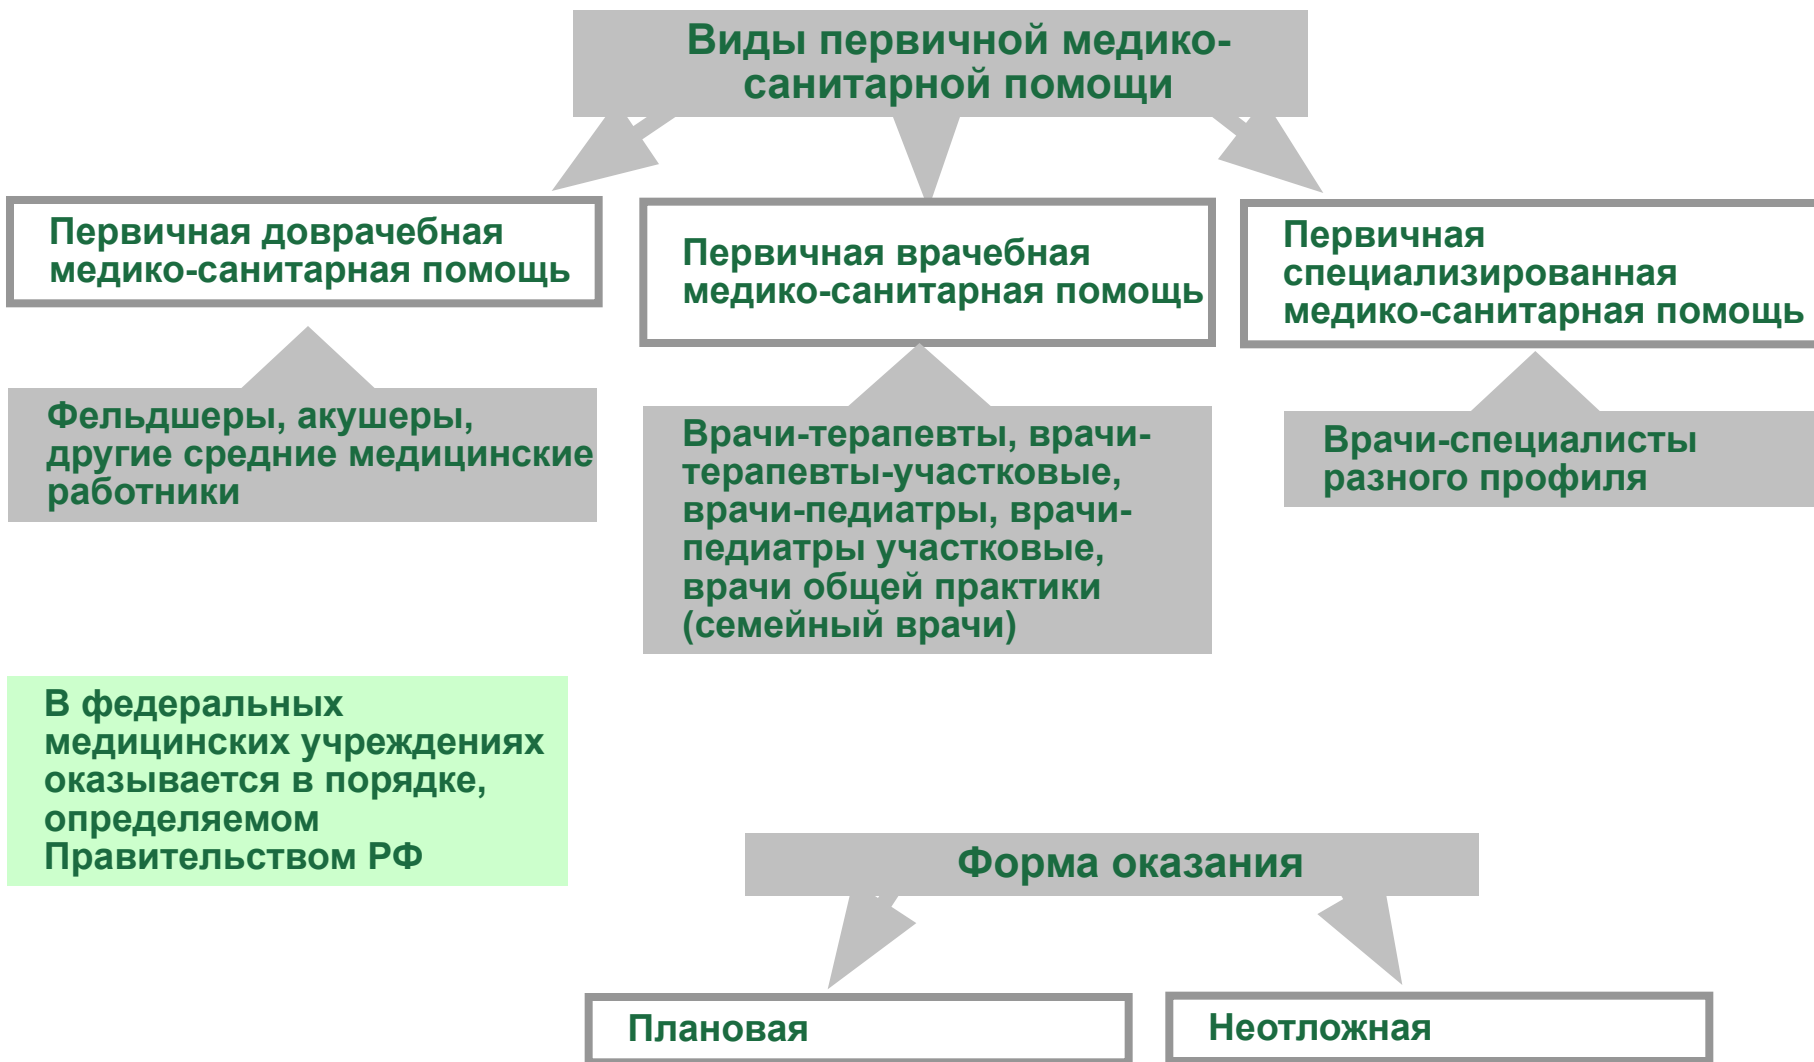 Виды первичной медико-
санитарной помощи
Первичная доврачебная
медико-санитарная помощь
Первичная врачебная
медико-санитарная помощь
Первичная
специализированная
медико-санитарная помощь
Фельдшеры, акушеры,
другие средние медицинские
работники
Врачи-терапевты, врачи-
терапевты-участковые,
врачи-педиатры, врачи-
педиатры участковые,
врачи общей практики
(семейный врачи)
Врачи-специалисты
разного профиля
В федеральных
медицинских учреждениях
оказывается в порядке,
определяемом
Правительством РФ
Форма оказания
Плановая
Неотложная